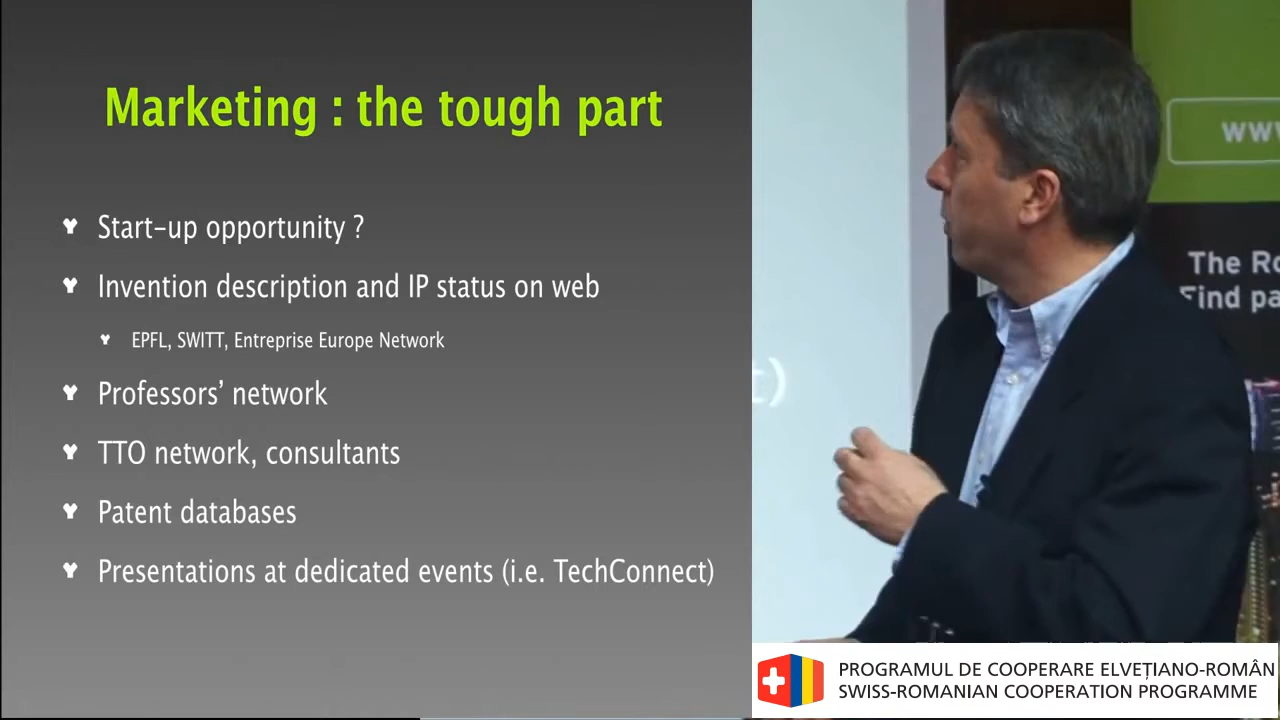 Marketing : the tough part
Start-up opportunity ?
Invention description and IP status on web
EPFL, SWITT, Entreprise Europe Network
Professors' network
TTO network, consultants
Patent databases
Presentations at dedicated events (i.e. TechConnect)
The
Find
PROGRAMUL DE COOPERARE ELVEȚIANO-ROMÂN
SWISS-ROMANIAN COOPERATION PROGRAMME